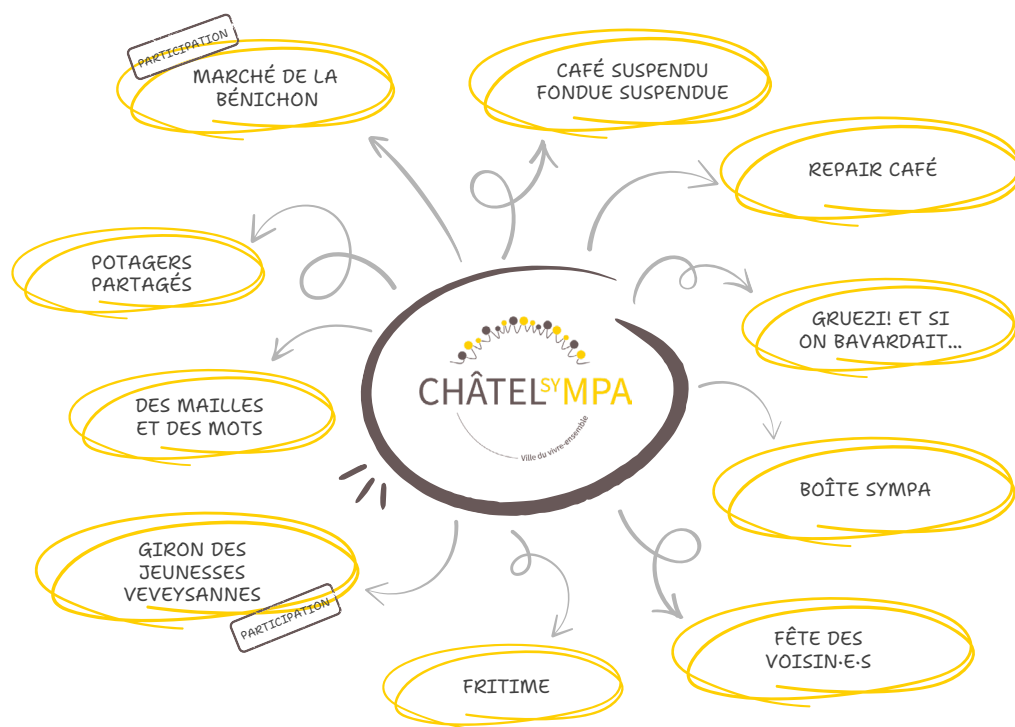 PARTICIPATION
MARCHÉ DE LA
BÉNICHON
CAFÉ SUSPENDU
FONDUE SUSPENDUE
REPAIR CAFÉ
POTAGERS
PARTAGÉS
GRUEZI! ET SI
ON BAVARDAIT...
CHÂTELSYMPA
Ville du vivre-ensemble
DES MAILLES
ET DES MOTS
BOÎTE SYMPA
GIRON DES
JEUNESSES
VEVEYSANNES
PARTICIPATION
FÊTE DES
VOISIN·E·S
FRITIME